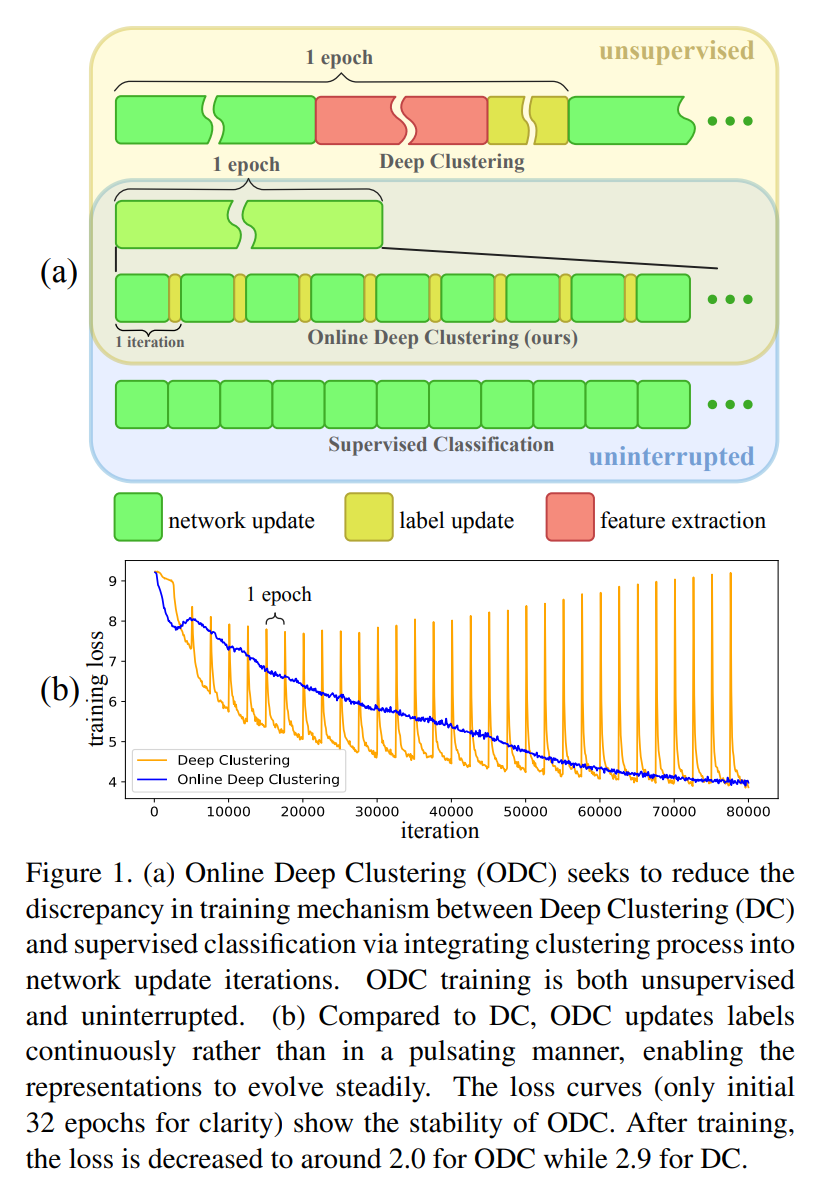 1 epoch
unsupervised
Deep Clustering
1 epoch
(a)
1 iteration
Online Deep Clustering (ours)
Supervised Classification
uninterrupted
network update
label update
feature extraction
(b)
training loss
9
8
7
6
5
4
1 epoch
Deep Clustering
Online Deep Clustering
0
10000
20000
30000
40000
50000
60000
70000
80000
iteration
Figure 1. (a) Online Deep Clustering (ODC) seeks to reduce the
discrepancy in training mechanism between Deep Clustering (DC)
and supervised classification via integrating clustering process into
network update iterations. ODC training is both unsupervised
and uninterrupted. (b) Compared to DC, ODC updates labels
continuously rather than in a pulsating manner, enabling the
representations to evolve steadily. The loss curves (only initial
32 epochs for clarity) show the stability of ODC. After training,
the loss is decreased to around 2.0 for ODC while 2.9 for DC.